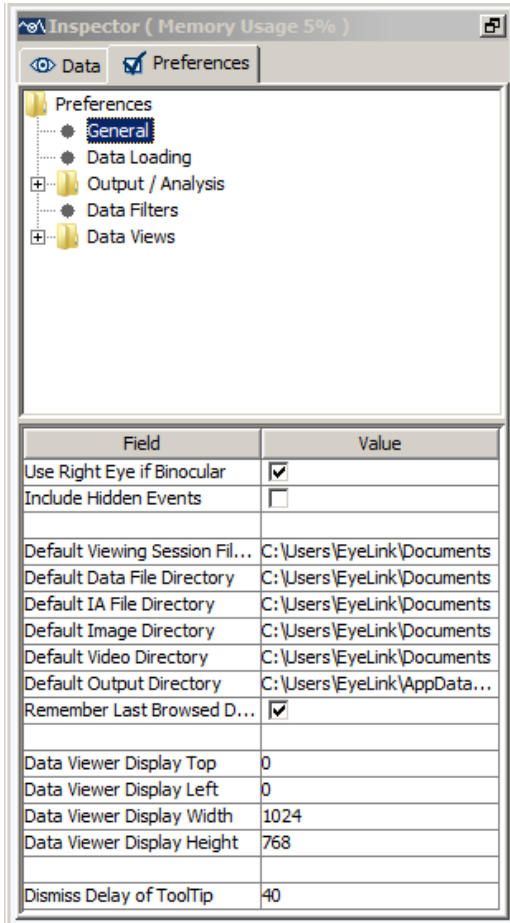 Inspector ( Memory Usage 5% )
Data Preferences
Preferences
General
Data Loading
Output / Analysis
Data Filters
Data Views
Field Value
Use Right Eye if Binocular
Include Hidden Events
Default Viewing Session Fil... C:\Users\EyeLink\Documents
Default Data File Directory C:\Users\EyeLink\Documents
Default IA File Directory C:\Users\EyeLink\Documents
Default Image Directory C:\Users\EyeLink\Documents
Default Video Directory C:\Users\EyeLink\Documents
Default Output Directory C:\Users\EyeLink\AppData...
Remember Last Browsed D...
Data Viewer Display Top 0
Data Viewer Display Left 0
Data Viewer Display Width 1024
Data Viewer Display Height 768
Dismiss Delay of ToolTip 40